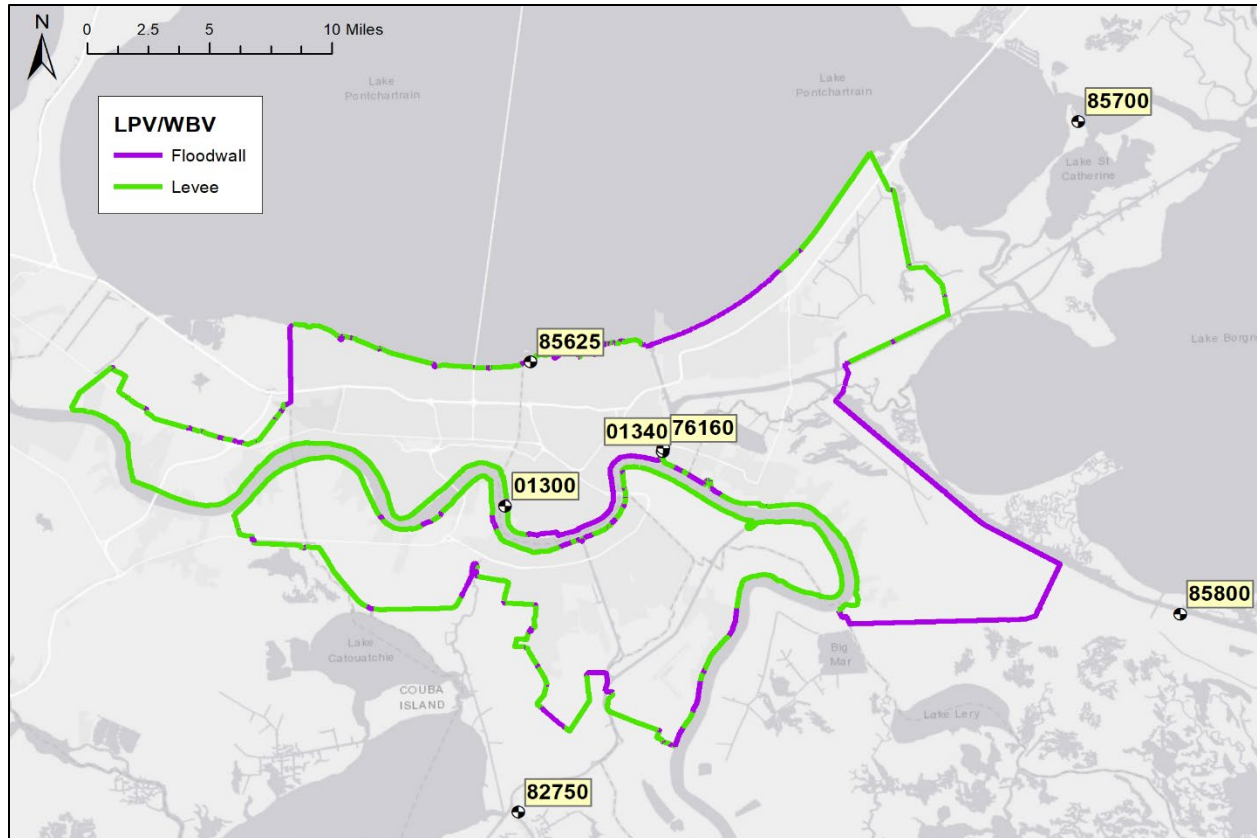 N
0 2.5 5 10 Miles
Lake
Pontchartrain
Lake
Pontchartrain
LPV/WBV
Floodwall
Levee
85700
Lake St
Catherine
Lake Borgn
85625
01340
76160
01300
85800
Big
Mar
Lake
Catouatchie
COUBA
ISLAND
Lake Lery
82750